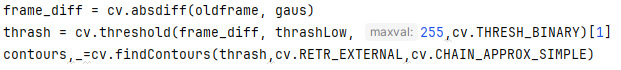 frame_diff = cv.absdiff(oldframe, gaus)
thrash = cv.threshold(frame_diff, thrashLow, maxval: 255,cv.THRESH_BINARY)[1]
contours,_=cv.findContours(thrash,cv.RETR_EXTERNAL,cv.CHAIN_APPROX_SIMPLE)